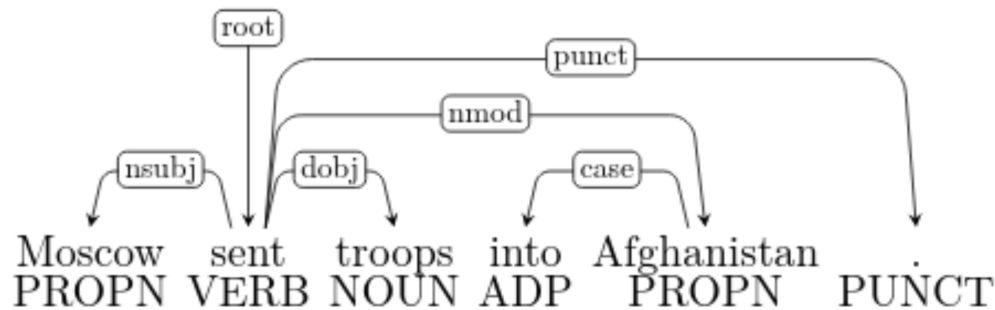 root
punct
nmod
nsubj dobj case
Moscow sent troops into Afghanistan .
PROPN VERB NOUN ADP PROPN PUNCT